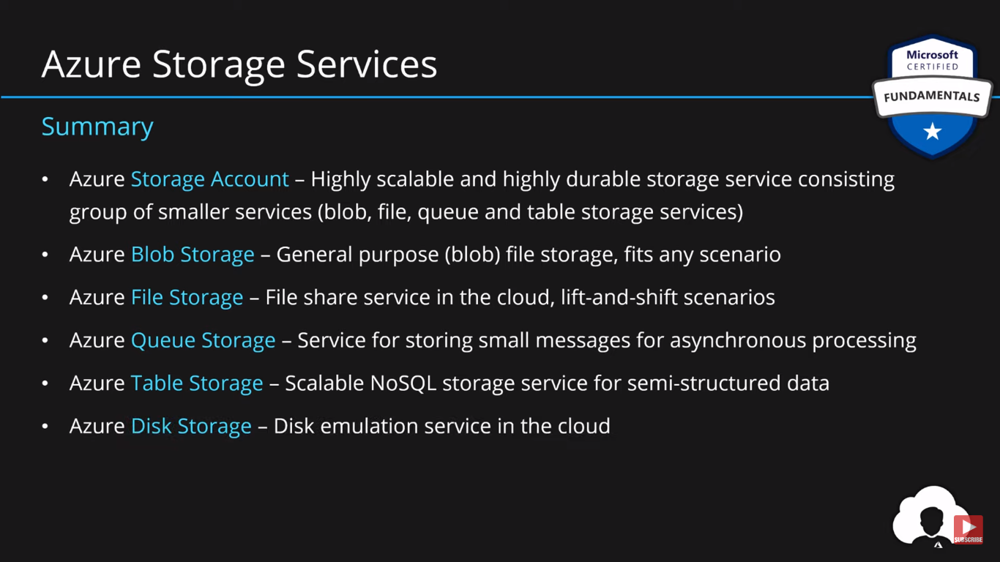 Azure Storage Services
Microsoft
CERTIFIED
FUNDAMENTALS
Summary
• Azure Storage Account – Highly scalable and highly durable storage service consisting
group of smaller services (blob, file, queue and table storage services)
• Azure Blob Storage – General purpose (blob) file storage, fits any scenario
• Azure File Storage – File share service in the cloud, lift-and-shift scenarios
• Azure Queue Storage – Service for storing small messages for asynchronous processing
• Azure Table Storage – Scalable NoSQL storage service for semi-structured data
• Azure Disk Storage – Disk emulation service in the cloud
SUBSCRIBE